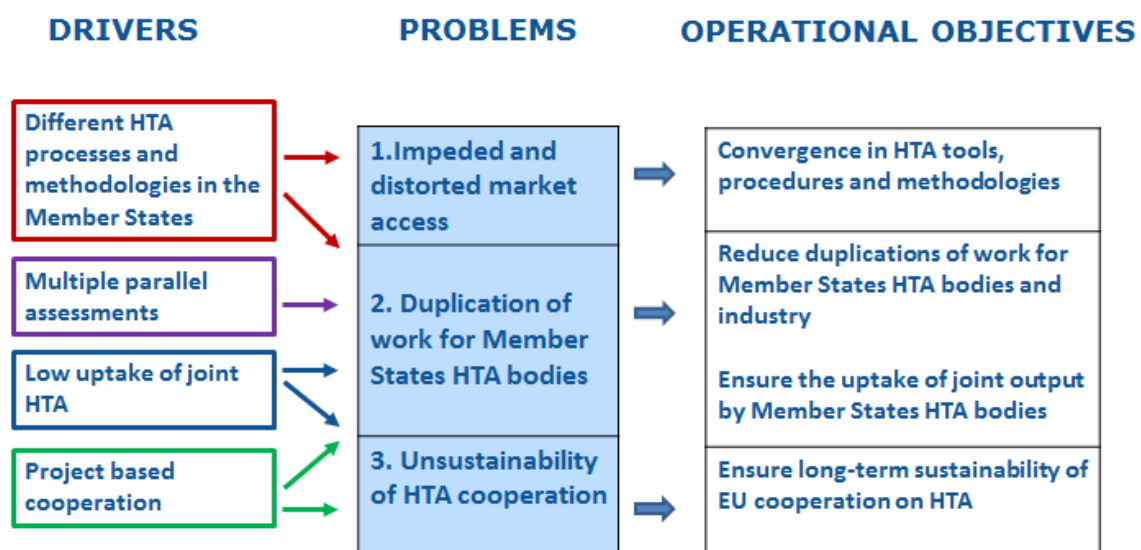 DRIVERS
PROBLEMS
OPERATIONAL OBJECTIVES
Different HTA
processes and
methodologies in the
Member States
Multiple parallel
assessments
Low uptake of joint
HTA
Project based
cooperation
1.Impeded and
distorted market
access
2. Duplication of
work for Member
States HTA bodies
3. Unsustainability
of HTA cooperation
Convergence in HTA tools,
procedures and methodologies
Reduce duplications of work for
Member States HTA bodies and
industry
Ensure the uptake of joint output
by Member States HTA bodies
Ensure long-term sustainability of
EU cooperation on HTA